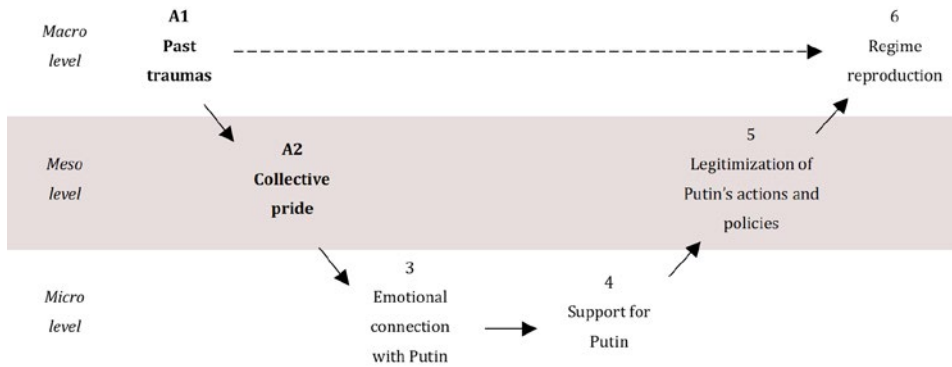 Macro
level
A1
Past
traumas
6
Regime
reproduction
Meso
level
A2
Collective
pride
5
Legitimization of
Putin's actions and
policies
Micro
level
3
Emotional
connection
with Putin
4
Support for
Putin